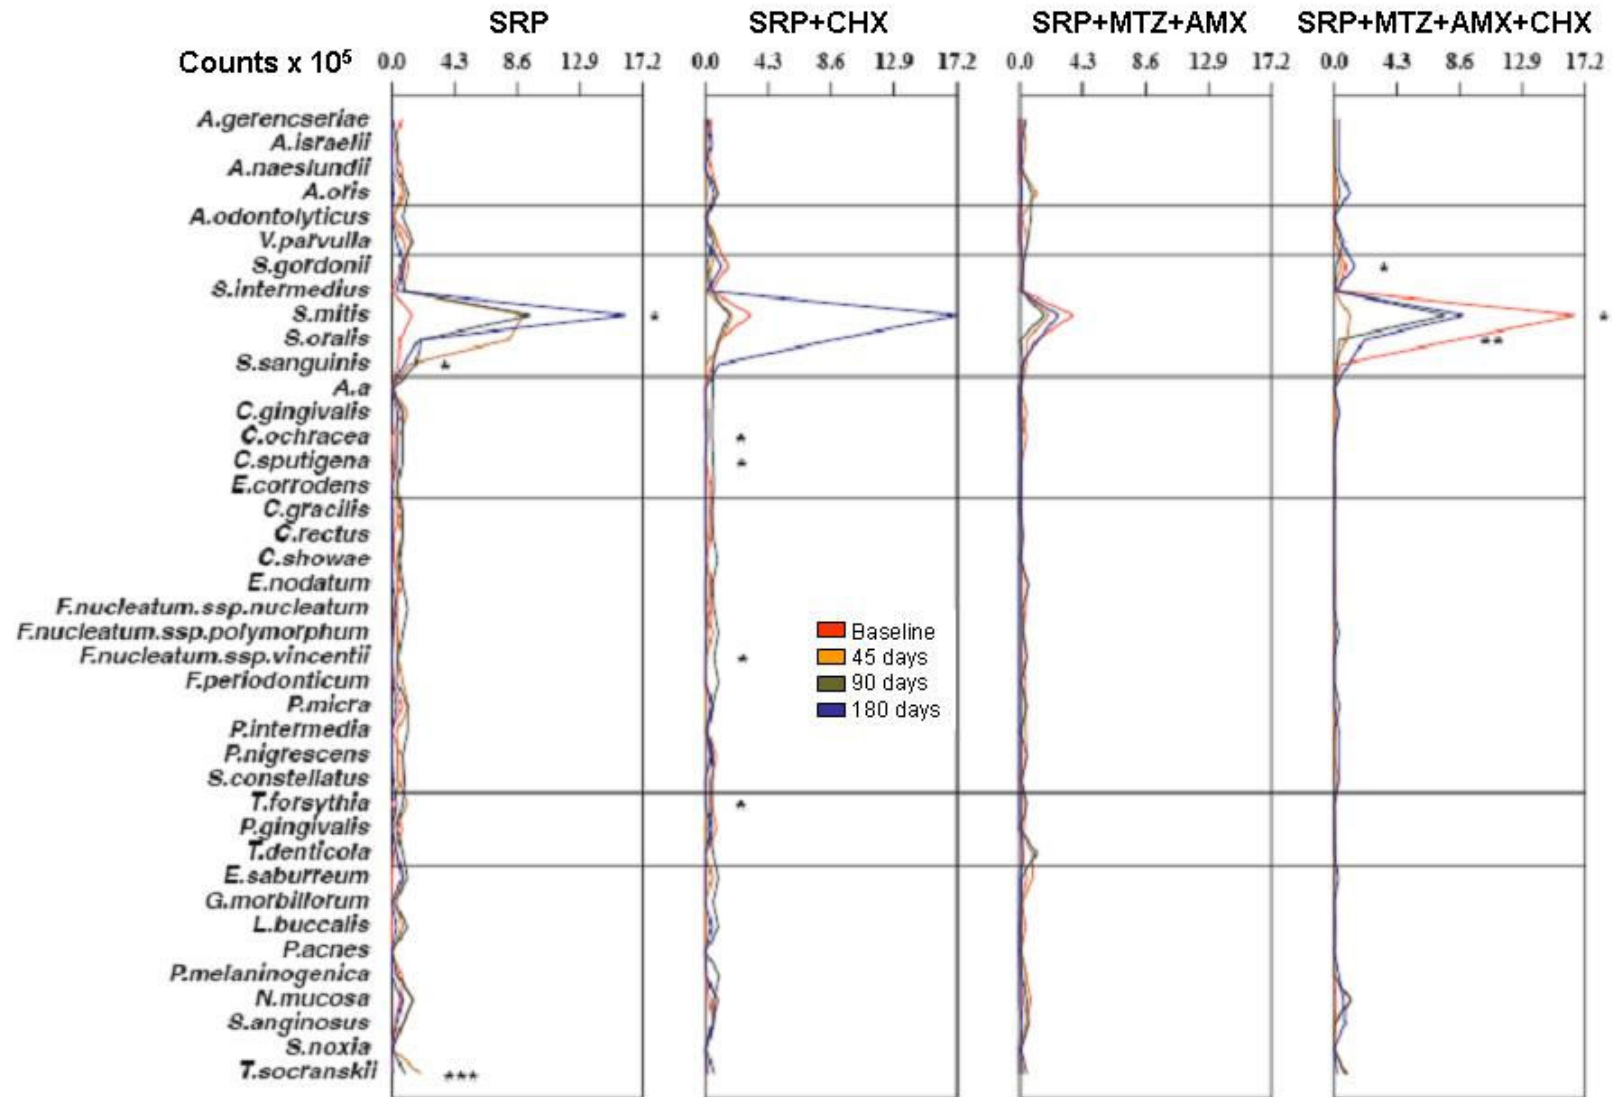 SRP SRP+CHX SRP+MTZ+AMX SRP+MTZ+AMX+CHX
Counts x 10⁵ 0.0 4.3 8.6 12.9 17.2 0.0 4.3 8.6 12.9 17.2 0.0 4.3 8.6 12.9 17.2 0.0 4.3 8.6 12.9 17.2
A.gerencseriae
A.israelii
A.naeslundii
A.oris
A.odontolyticus
V.parvulla
S.gordonii *
S.intermedius
S.mitis * *
S.oralis **
S.sanguinis *
A.a
C.gingivalis
C.ochracea *
C.sputigena *
E.corrodens
C.gracilis
C.rectus
C.showae
E.nodatum
F.nucleatum.ssp.nucleatum
F.nucleatum.ssp.polymorphum
F.nucleatum.ssp.vincentii *
F.periodonticum
P.micra
P.intermedia
P.nigrescens
S.constellatus
T.forsythia *
P.gingivalis
T.denticola
E.saburreum
G.morbillorum
L.buccalis
P.acnes
P.melaninogenica
N.mucosa
S.anginosus
S.noxia
T.socranskii ***
Baseline
45 days
90 days
180 days